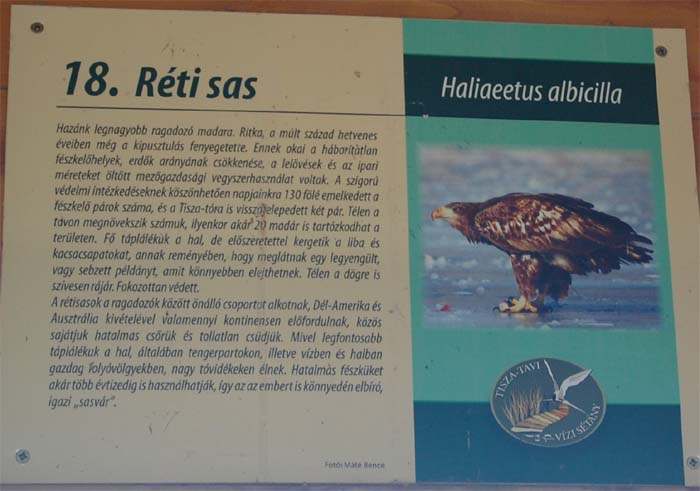 18. Réti sas
Haliaeetus albicilla
Hazánk legnagyobb ragadozó madara. Ritka, a múlt század hetvenes
éveiben még a kipusztulás fenyegetette. Ennek okai a háborítatlan
fészkelőhelyek, erdők arányának csökkenése, a lelövések és az ipari
méreteket öltött mezőgazdasági vegyszerhasználat voltak. A szigorú
védelmi intézkedéseknek köszönhetően napjainkra 130 fölé emelkedett a
fészkelő párok száma, és a Tisza-tóra is visszatelepedett két pár. Télen a
távon megnövekszik számuk, ilyenkor akár 20 madár is tartózkodhat a
területen. Fő táplálékuk a hal, de előszeretettel kergetik a liba és
kacsacsapatokat, annak reményében, hogy meglátnak egy legyengült,
vagy sebzett példányt, amit könnyebben elejthetnek. Télen a dögre is
szívesen rájár. Fokozottan védett.
A rétisasok a ragadozók között önálló csoportot alkotnak, Dél-Amerika és
Ausztrália kivételével valamennyi kontinensen előfordulnak, közös
sajátjuk hatalmas csőrük és tollatlan csüdjük. Mivel legfontosabb
táplálékuk a hal, általában tengerpartokon, illetve vízben és halban
gazdag folyóvölgyekben, nagy tóvidékeken élnek. Hatalmas fészküket
akár több évtizedig is használhatják, így az az embert is könnyedén elbíró,
igazi „sasvár".
Fotó: Máté Bence
TISZA-TAVI
VÍZI SÉTÁNY